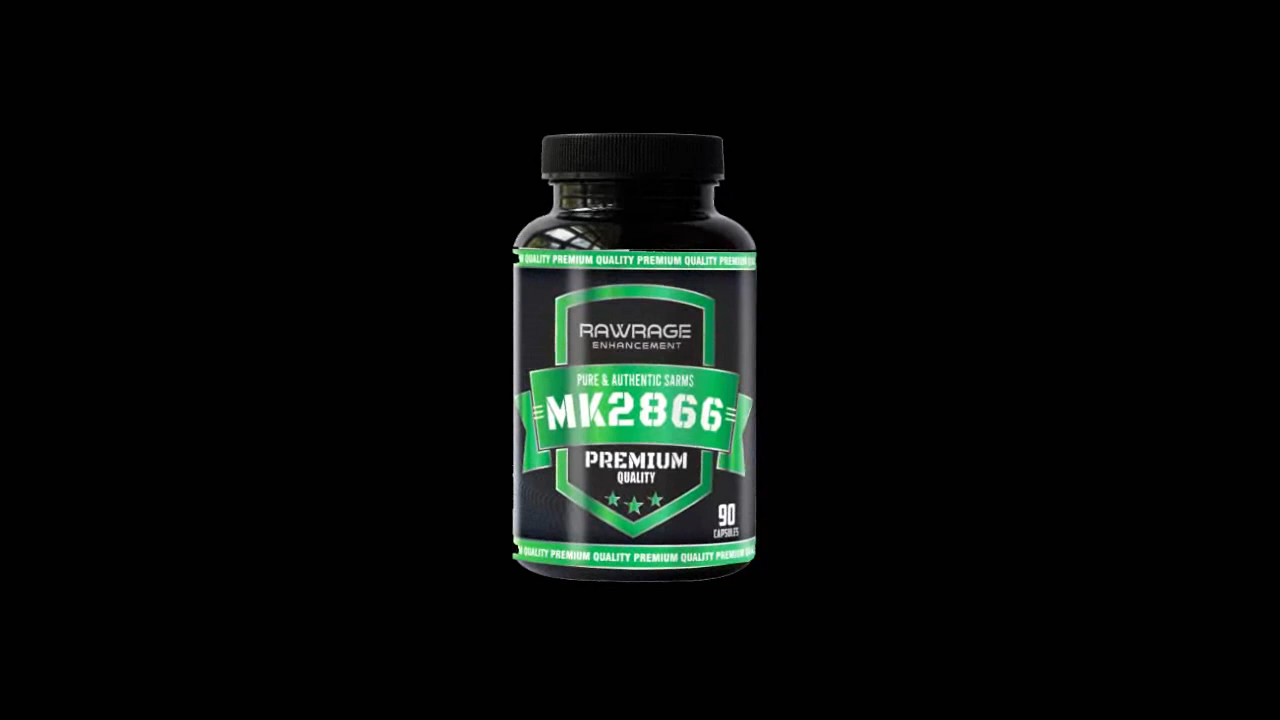 QUALITY PREMIUM QUALITY PREMIUM QUALITY PREMIUM
RAWRAGE
ENHANCEMENT
PURE & AUTHENTIC SARMS
MK2866
PREMIUM
QUALITY
90
CAPSULES
QUALITY PREMIUM QUALITY PREMIUM QUALITY PREMIUM